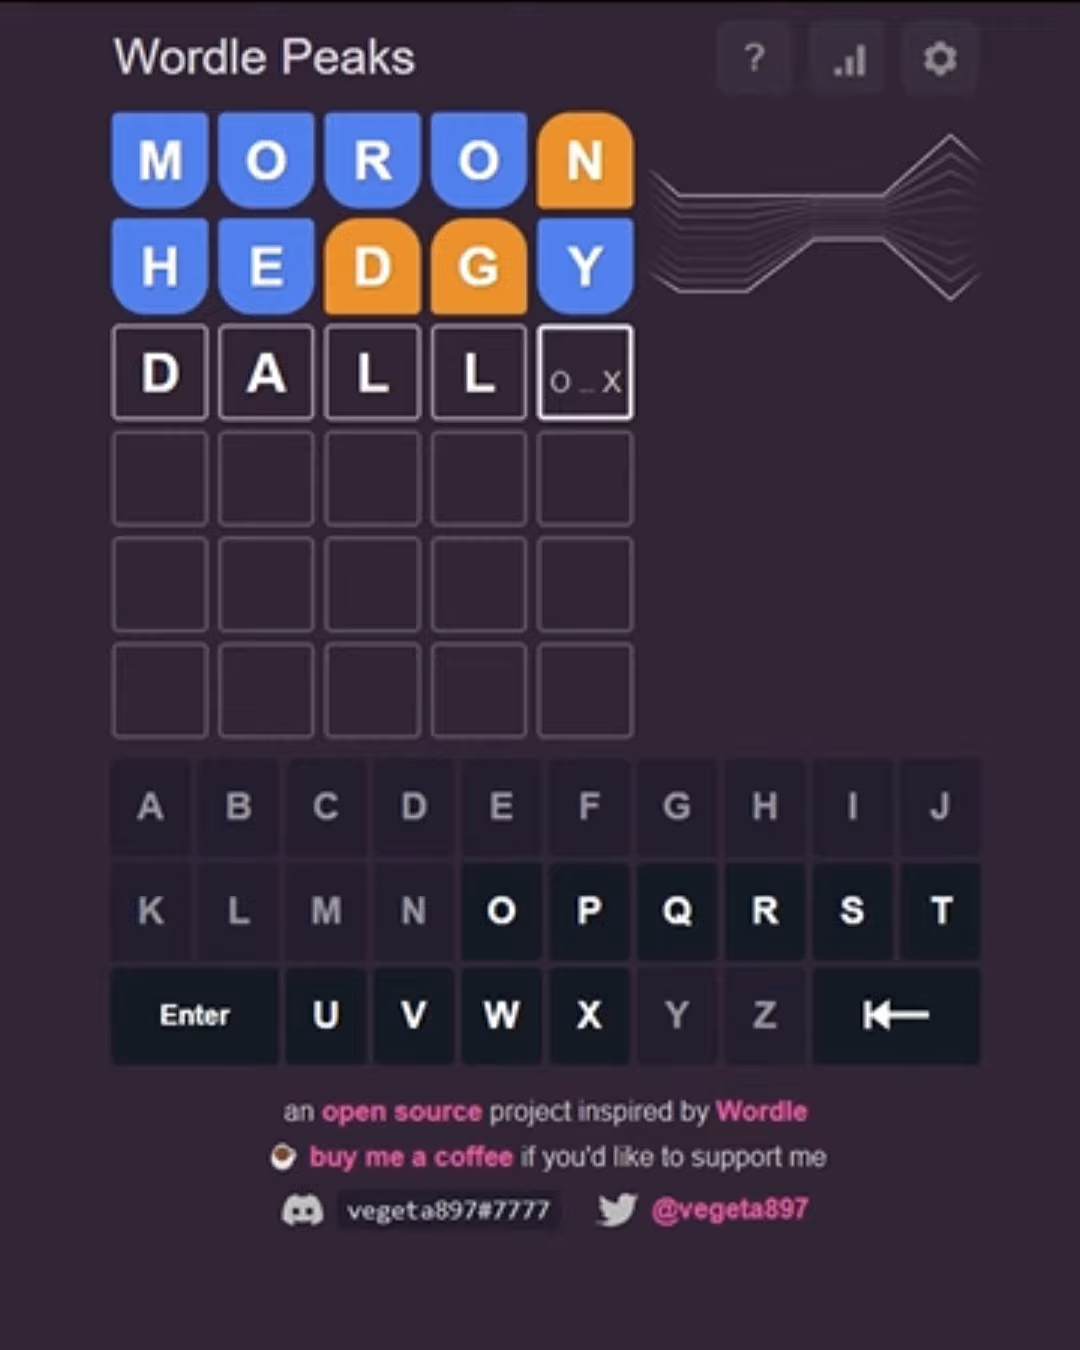 Wordle Peaks ?
M O R O N
H E D G Y
D A L L O – X
A B C D E F G H I J
K L M N O P Q R S T
Enter U V W X Y Z
an open source project inspired by Wordle
buy me a coffee if you'd like to support me
vegeta897#7777 @vegeta897